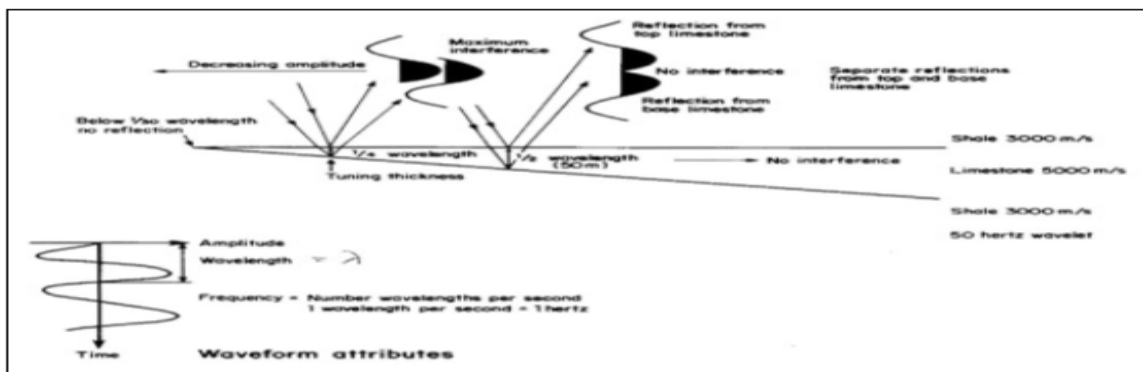 Reflection from
top limestone
Maximum
interference
Decreasing amplitude
No interference
Separate reflections
from top and base
limestone
Reflection from
base limestone
Below 1/30 wavelength
no reflection
Shale 3000 m/s
1/4 wavelength
1/2 wavelength
(50m)
No interference
Limestone 5000 m/s
Tuning thickness
Shale 3000 m/s
50 hertz wavelet
Amplitude
Wavelength = λ
Frequency = Number wavelengths per second
1 wavelength per second = 1 hertz
Time
Waveform attributes